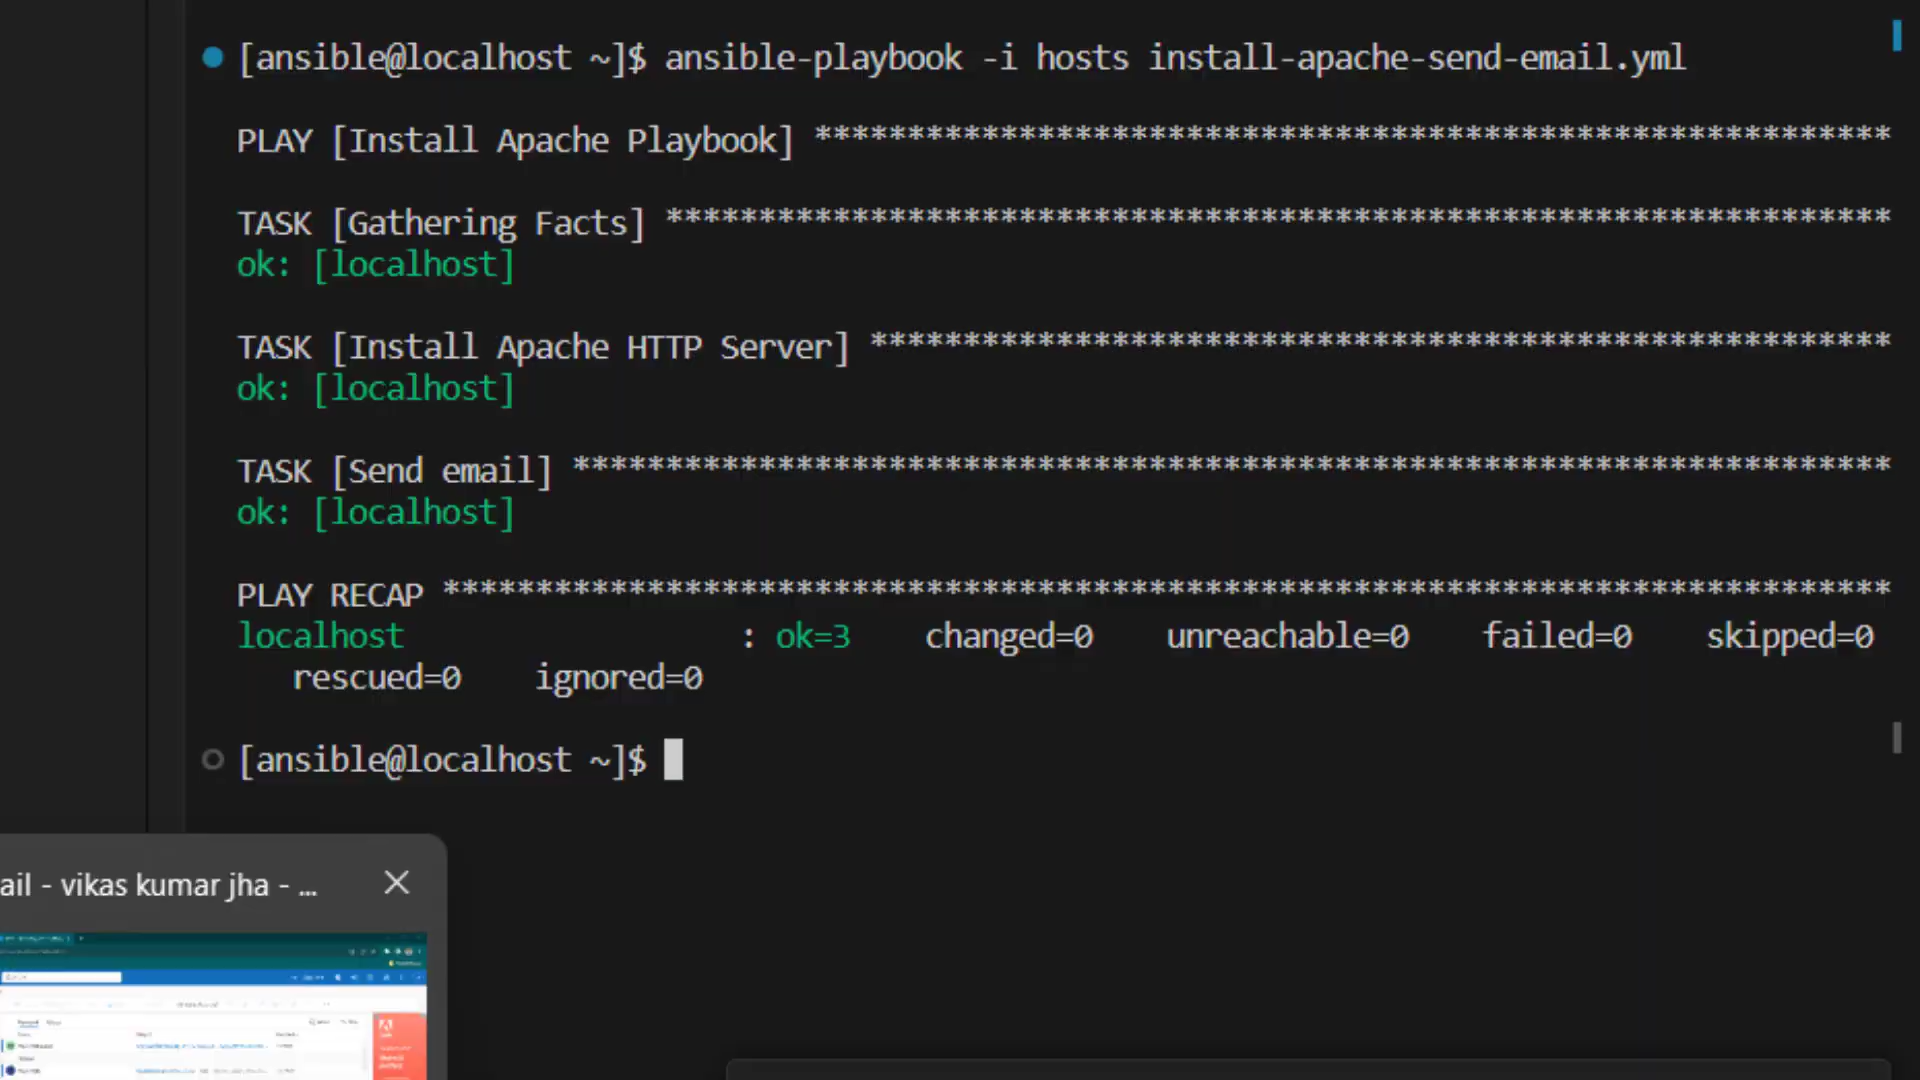 [ansible@localhost ~]$ ansible-playbook -i hosts install-apache-send-email.yml
PLAY [Install Apache Playbook] **********************************************************
TASK [Gathering Facts] ******************************************************************
ok: [localhost]
TASK [Install Apache HTTP Server] *******************************************************
ok: [localhost]
TASK [Send email] ***********************************************************************
ok: [localhost]
PLAY RECAP ******************************************************************************
localhost : ok=3 changed=0 unreachable=0 failed=0 skipped=0
rescued=0 ignored=0
[ansible@localhost ~]$
ail - vikas kumar jha - ...